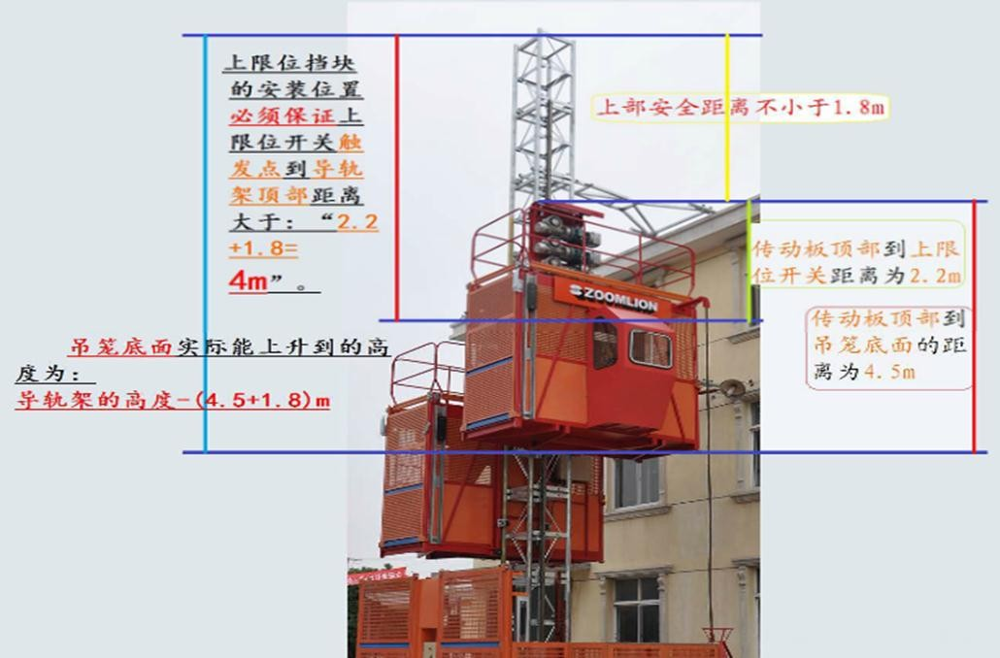 上限位挡块
的安装位置
必须保证上
限位开关触
发点到导轨
架顶部距离
大于：“2.2
+1.8=
4m”。
上部安全距离不小于1.8m
传动板顶部到上限
位开关距离为2.2m
传动板顶部到
吊笼底面的距
离为4.5m
ZOOMLION
吊笼底面实际能上升到的高
度为：
导轨架的高度-(4.5+1.8)m